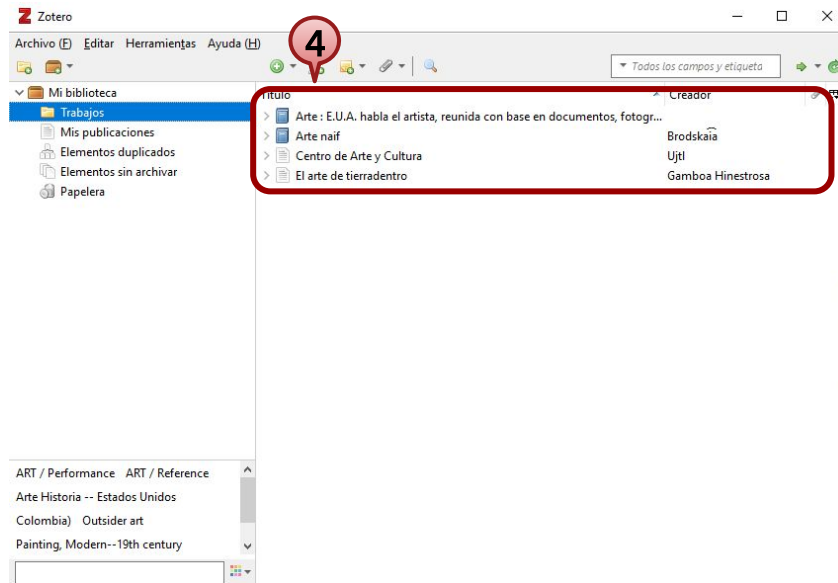 Zotero
Archivo (F) Editar Herramientas Ayuda (H)
4
Todos los campos y etiqueta
Mi biblioteca
Trabajos
Mis publicaciones
Elementos duplicados
Elementos sin archivar
Papelera
Título Creador
Arte : E.U.A. habla el artista, reunida con base en documentos, fotogr...
Arte naif Brodskai͡a
Centro de Arte y Cultura Ujtl
El arte de tierradentro Gamboa Hinestrosa
ART / Performance ART / Reference
Arte Historia -- Estados Unidos
Colombia) Outsider art
Painting, Modern--19th century